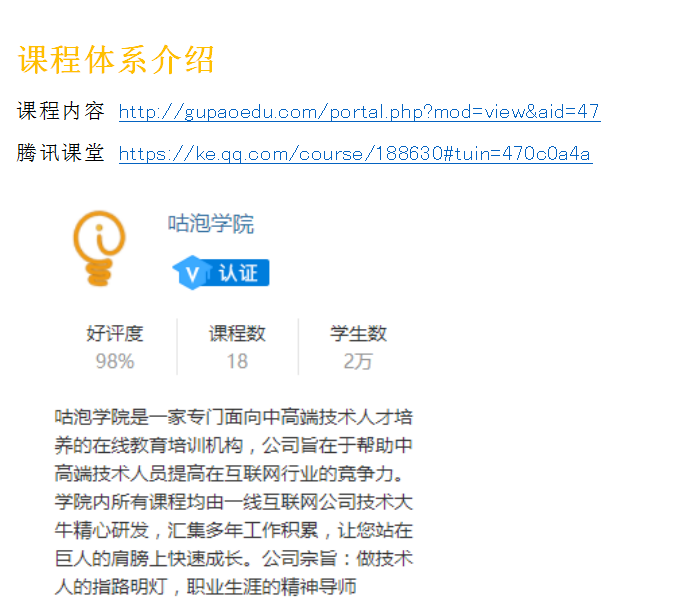 课程体系介绍
课程内容 http://gupaoedu.com/portal.php?mod=view&aid=47
腾讯课堂 https://ke.qq.com/course/188630#tuin=470c0a4a
咕泡学院
V 认证
好评度 课程数 学生数
98% 18 2万
咕泡学院是一家专门面向中高端技术人才培
养的在线教育培训机构，公司旨在于帮助中
高端技术人员提高在互联网行业的竞争力。
学院内所有课程均由一线互联网公司技术大
牛精心研发，汇集多年工作积累，让您站在
巨人的肩膀上快速成长。公司宗旨：做技术
人的指路明灯，职业生涯的精神导师